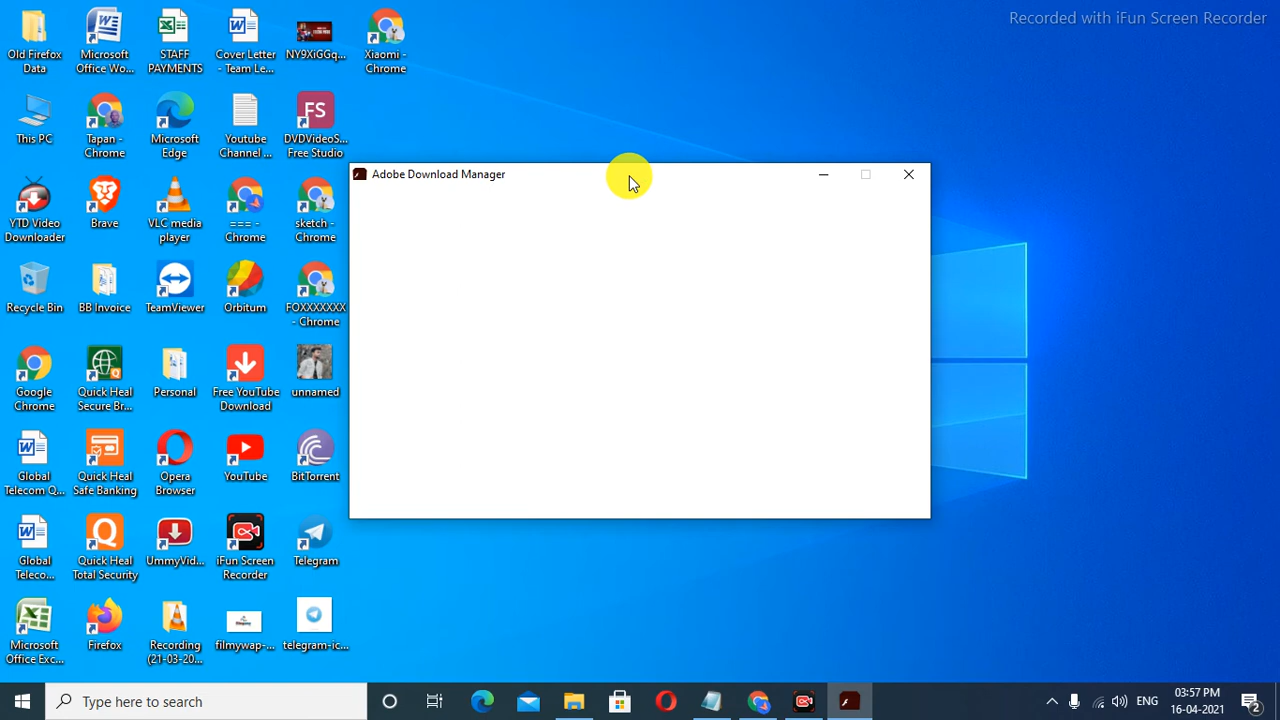 Recorded with iFun Screen Recorder
Old Firefox
Data
Microsoft
Office Wo...
STAFF
PAYMENTS
Cover Letter
- Team Le...
NY9XiGGq...
Xiaomi -
Chrome
This PC
Tapan -
Chrome
Microsoft
Edge
Youtube
Channel ...
FS
DVDVideoS...
Free Studio
Adobe Download Manager
YTD Video
Downloader
Brave
VLC media
player
=== -
Chrome
sketch -
Chrome
Recycle Bin
BB Invoice
TeamViewer
Orbitum
FOXXXXXXX
- Chrome
Google
Chrome
Quick Heal
Secure Br...
Personal
Free YouTube
Download
unnamed
Global
Telecom Q...
Quick Heal
Safe Banking
Opera
Browser
YouTube
BitTorrent
Global
Teleco...
Quick Heal
Total Security
UmmyVid...
iFun Screen
Recorder
Telegram
Microsoft
Office Exc...
Firefox
Recording
(21-03-20...
filmywap-...
telegram-ic...
Type here to search
ENG
03:57 PM
16-04-2021
2